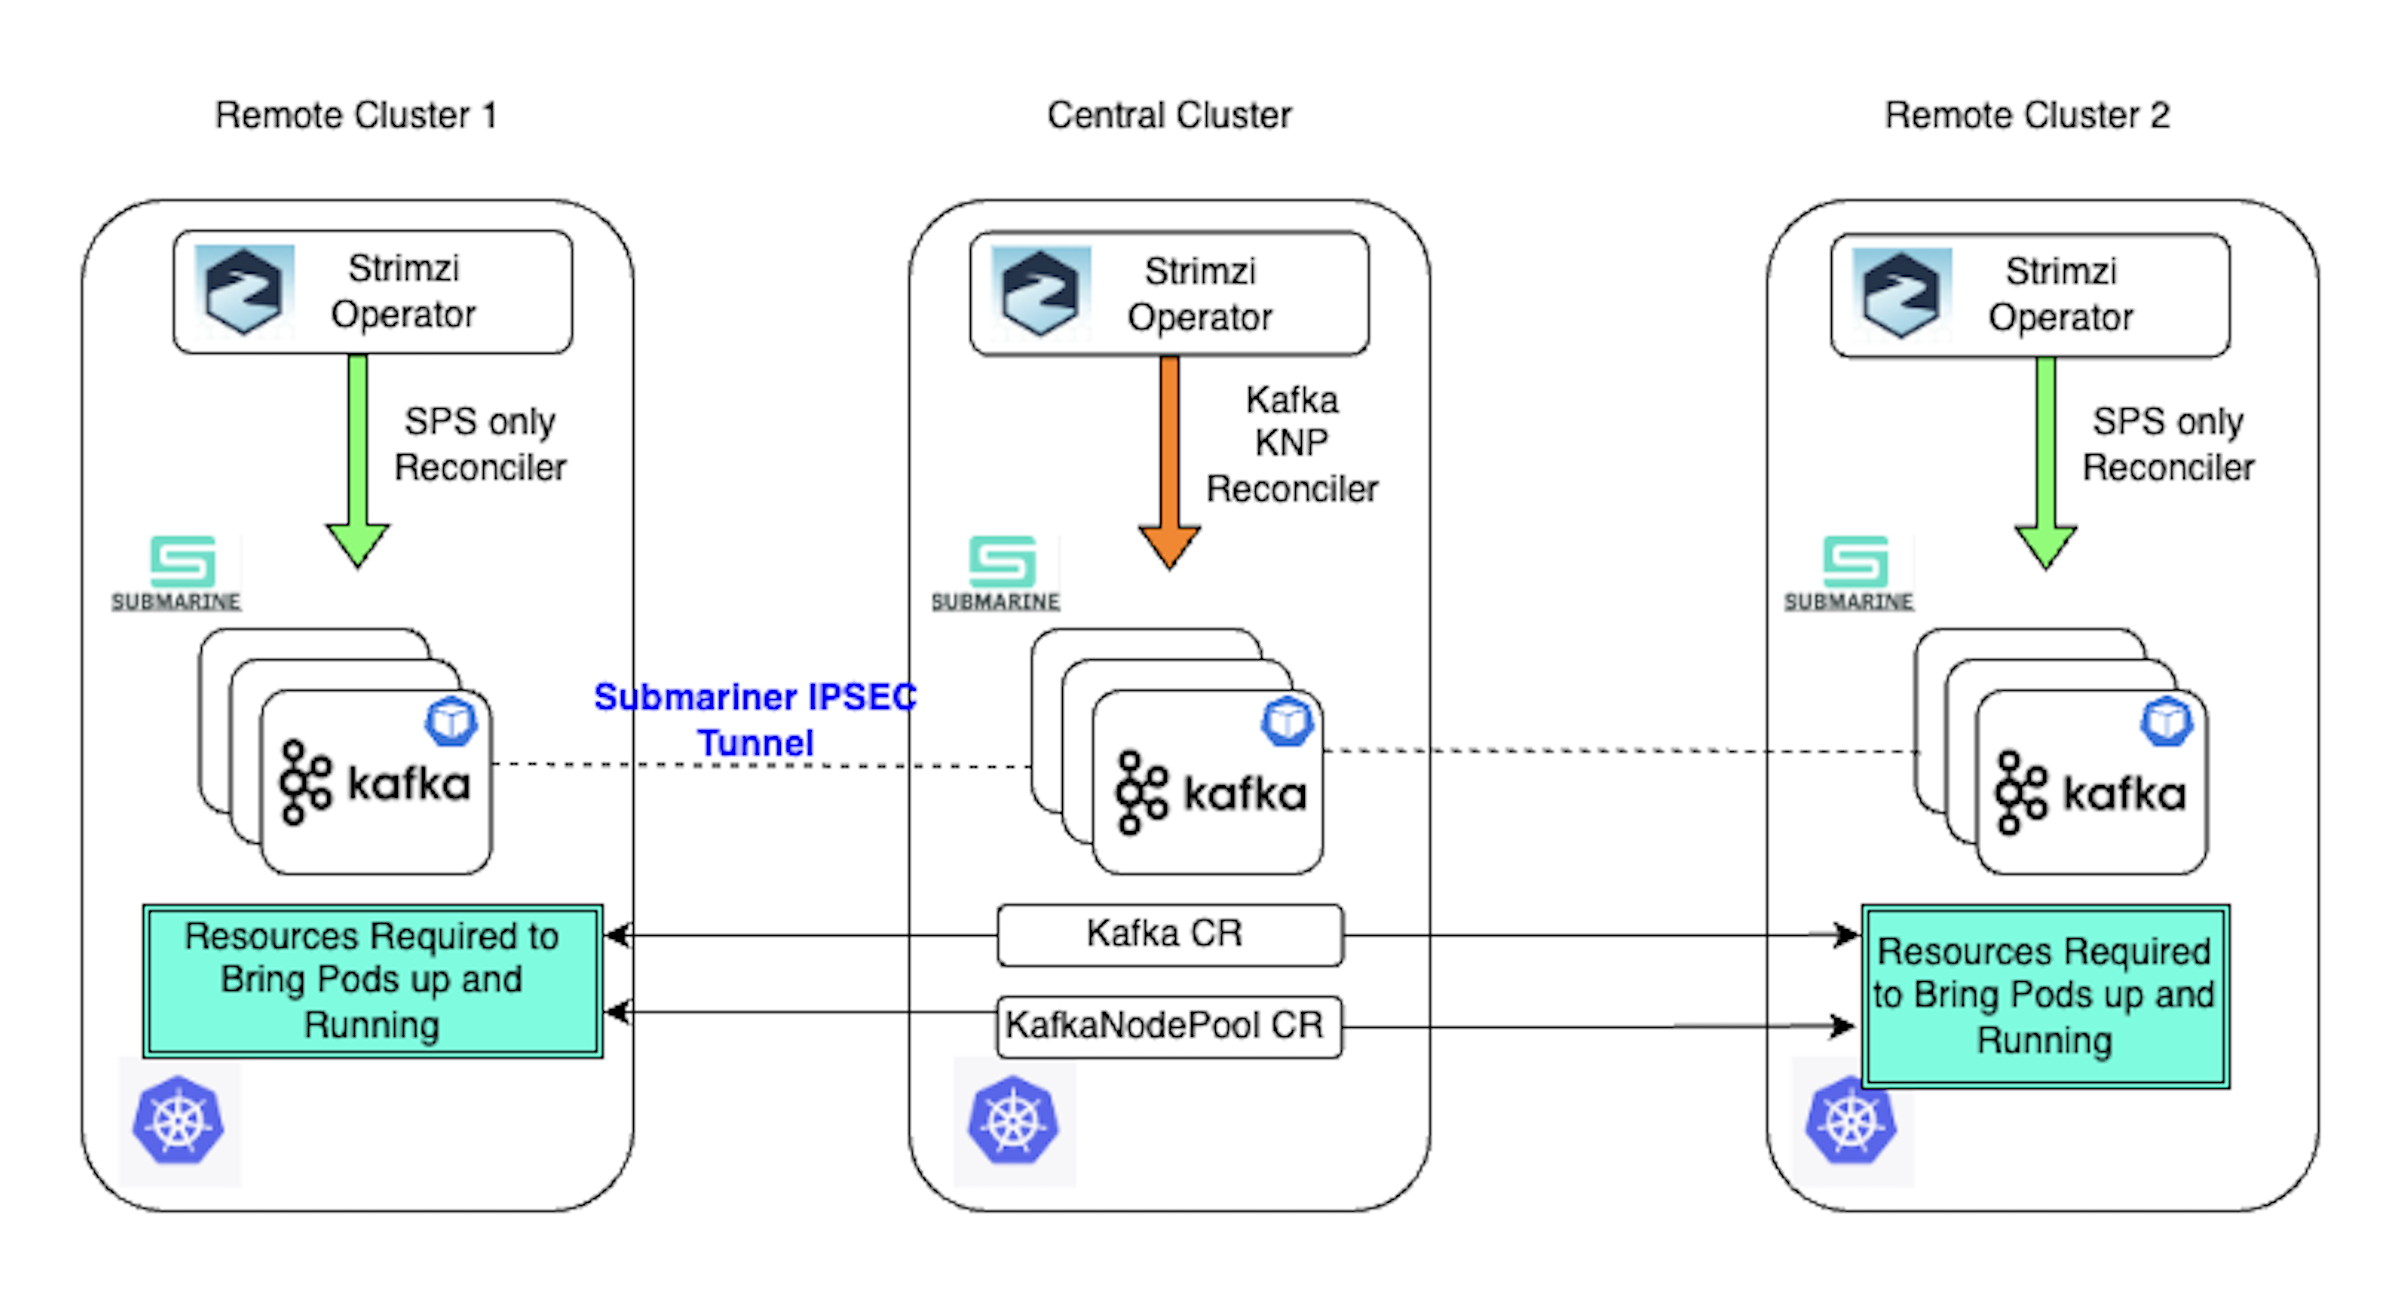 Remote Cluster 1
Central Cluster
Remote Cluster 2
Strimzi
Operator
SPS only
Reconciler
SUBMARINE
kafka
Resources Required to
Bring Pods up and
Running
Submariner IPSEC
Tunnel
Strimzi
Operator
Kafka
KNP
Reconciler
SUBMARINE
kafka
Kafka CR
KafkaNodePool CR
Strimzi
Operator
SPS only
Reconciler
SUBMARINE
kafka
Resources Required
to Bring Pods up and
Running